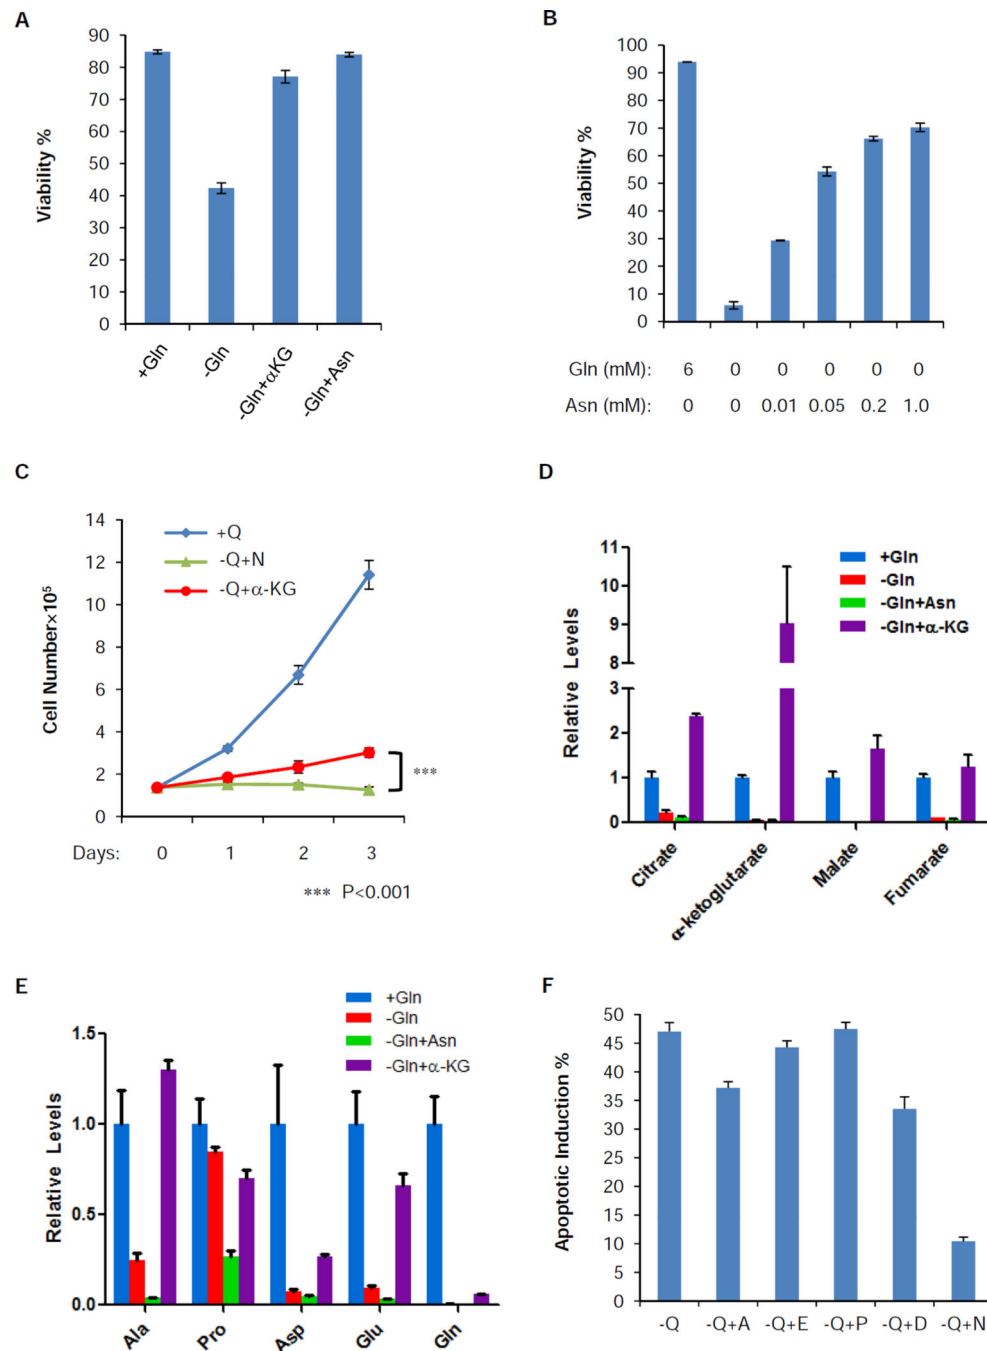 A
90
80
70
60
50
40
30
20
10
0
Viability %
+Gln
-Gln
-Gln+αKG
-Gln+Asn
B
100
90
80
70
60
50
40
30
20
10
0
Viability %
Gln (mM): 6 0 0 0 0 0
Asn (mM): 0 0 0.01 0.05 0.2 1.0
C
14
12
10
8
6
4
2
0
Cell Number×10⁵
+Q
-Q+N
-Q+α-KG
***
Days: 0 1 2 3
*** P<0.001
D
11
10
9
8
3
2
1
0
Relative Levels
+Gln
-Gln
-Gln+Asn
-Gln+α-KG
Citrate
α-ketoglutarate
Malate
Fumarate
E
1.5
1.0
0.5
0.0
Relative Levels
+Gln
-Gln
-Gln+Asn
-Gln+α-KG
Ala
Pro
Asp
Glu
Gln
F
50
45
40
35
30
25
20
15
10
5
0
Apoptotic Induction %
-Q -Q+A -Q+E -Q+P -Q+D -Q+N